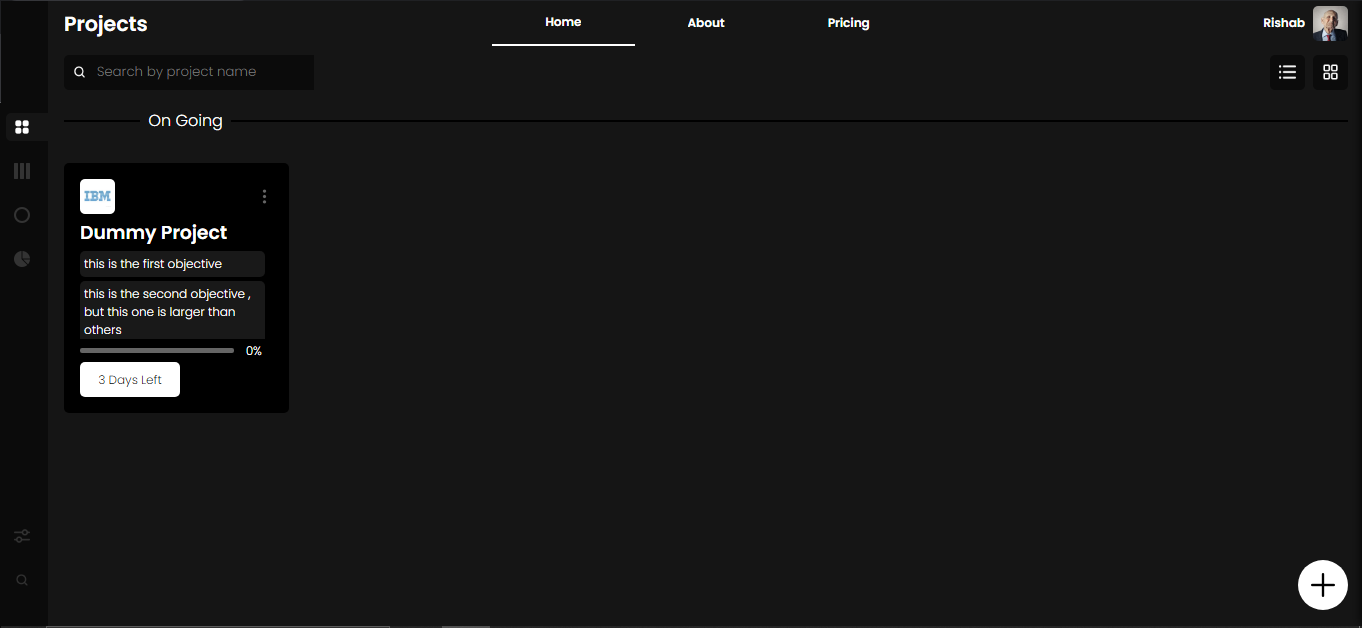 Projects
Home
About
Pricing
Rishab
Search by project name
On Going
IBM
Dummy Project
this is the first objective
this is the second objective ,
but this one is larger than
others
0%
3 Days Left